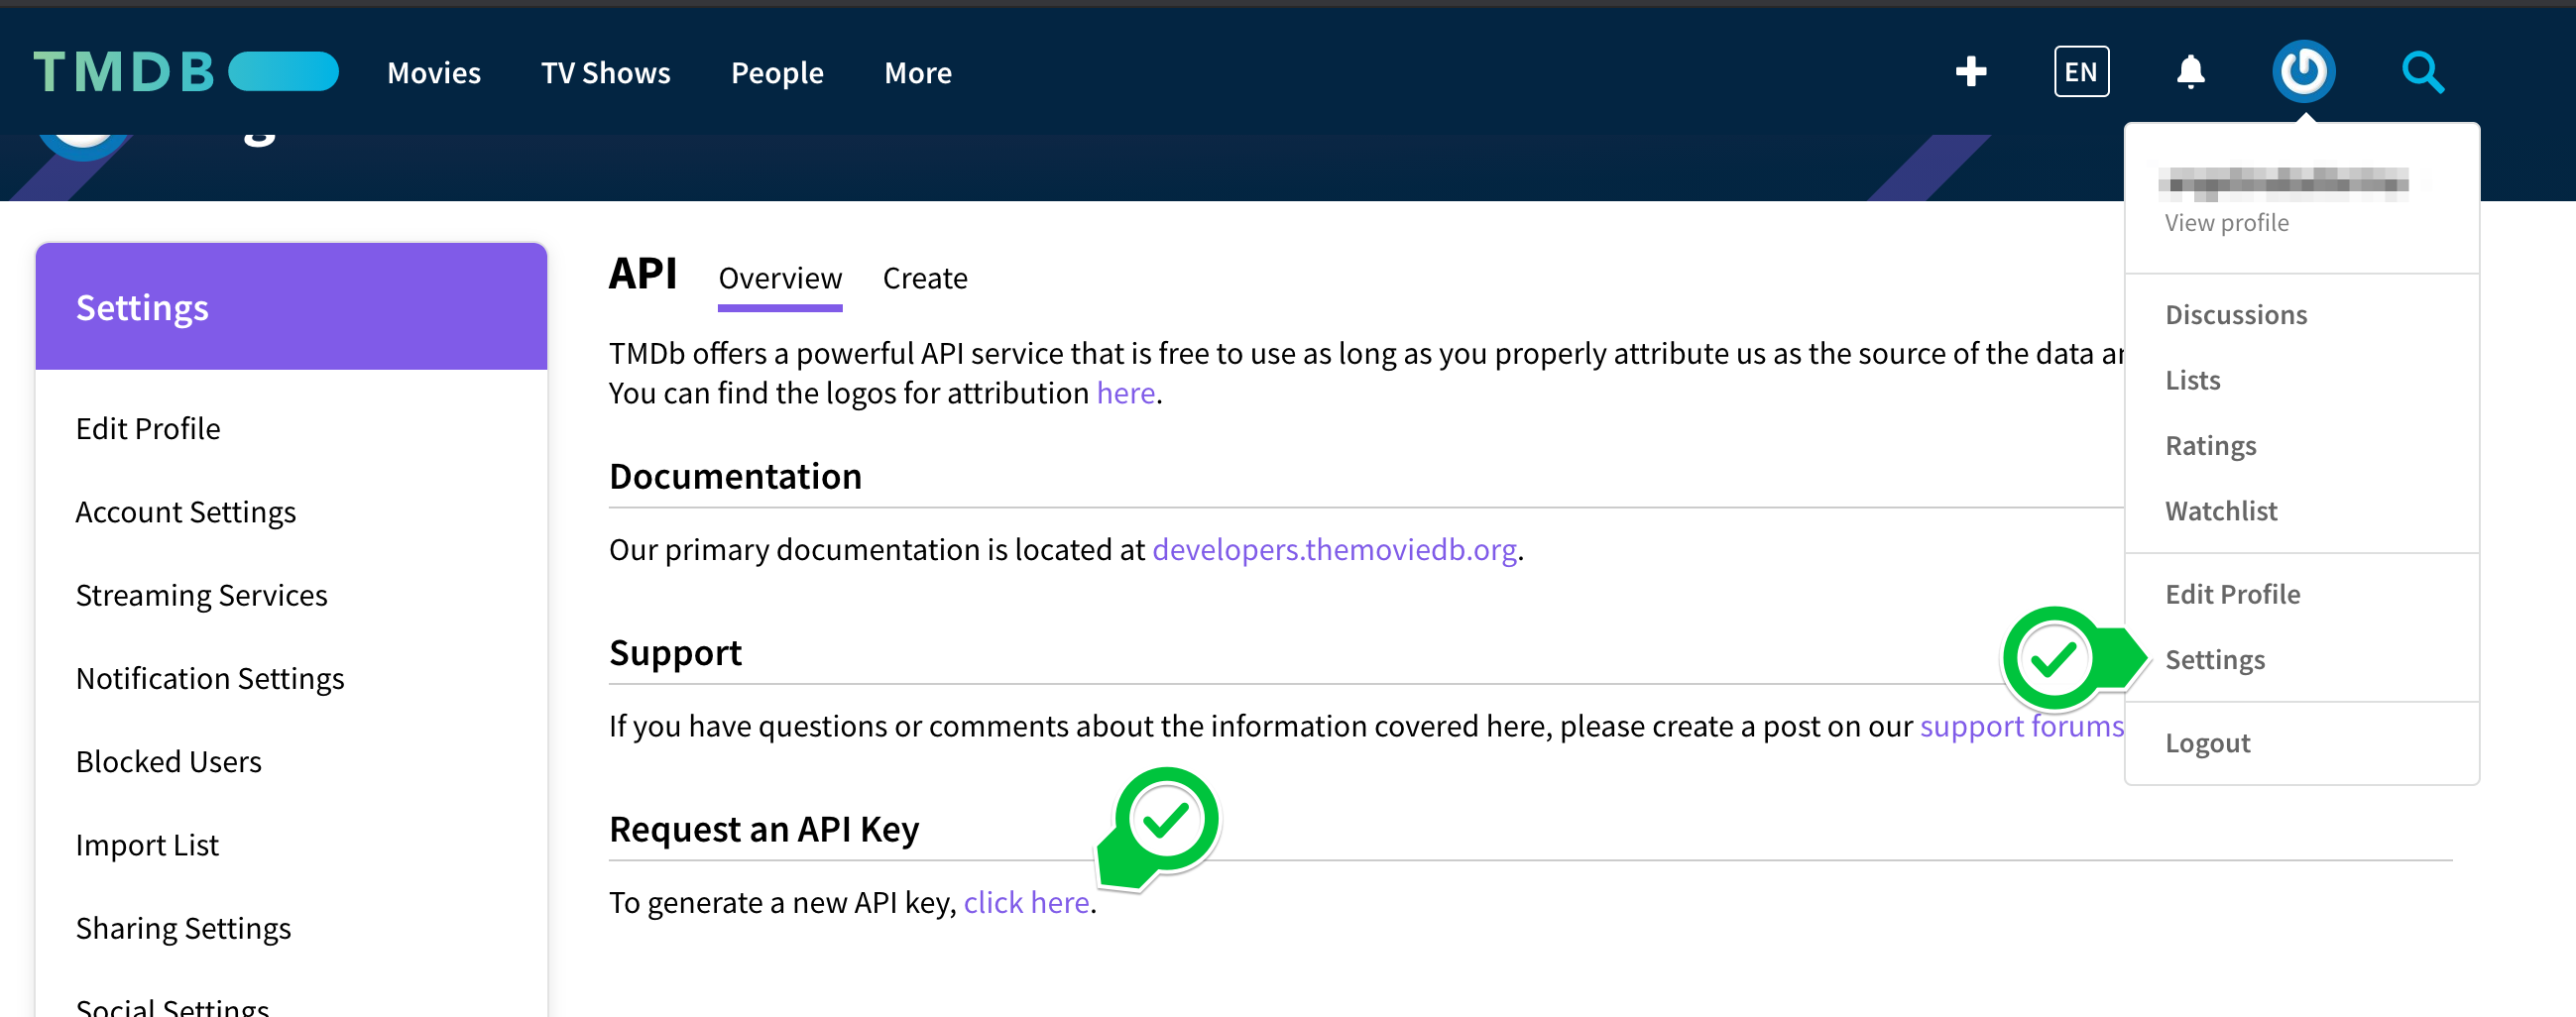 TMDB
Movies
TV Shows
People
More
EN
View profile
Discussions
Lists
Ratings
Watchlist
Edit Profile
Settings
Logout
Settings
Edit Profile
Account Settings
Streaming Services
Notification Settings
Blocked Users
Import List
Sharing Settings
Social Settings
API
Overview
Create
TMDb offers a powerful API service that is free to use as long as you properly attribute us as the source of the data
You can find the logos for attribution here.
Documentation
Our primary documentation is located at developers.themoviedb.org.
Support
If you have questions or comments about the information covered here, please create a post on our support forums
Request an API Key
To generate a new API key, click here.